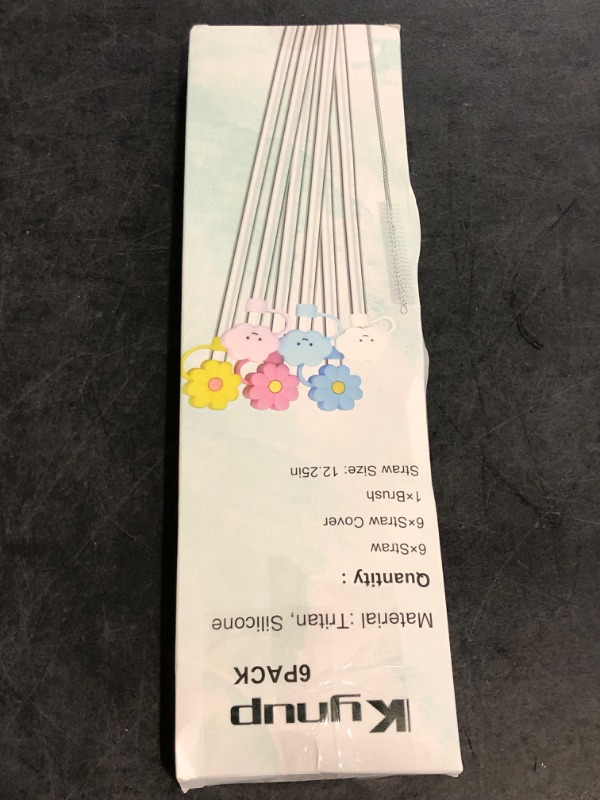 Kynup
6PACK
Material: Tritan, Silicone
Quantity :
6×Straw
6×Straw Cover
1×Brush
Straw Size: 12.25in